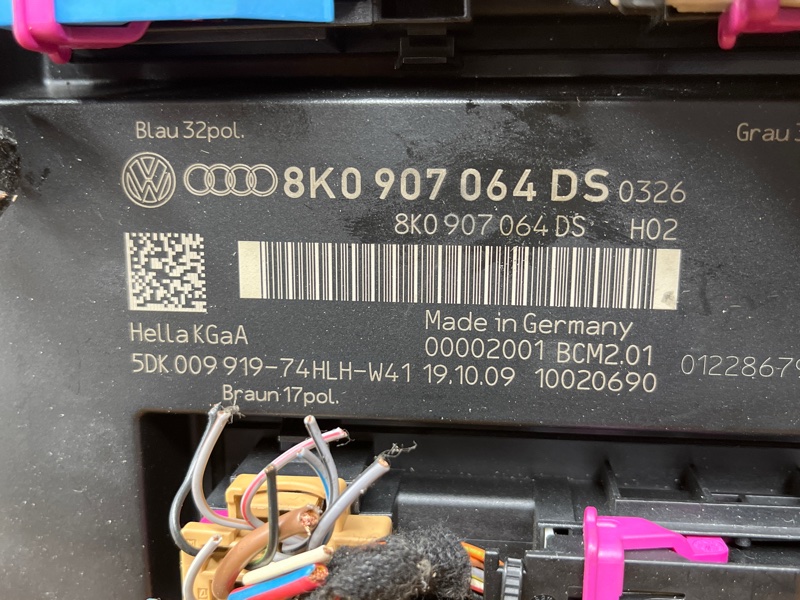 Blau 32pol.
Grau
8K0 907 064 DS 0326
8K0 907 064 DS H02
Hella KGaA
Made in Germany
00002001 BCM2.01
5DK 009 919-74HLH-W41 19.10.09 10020690
Braun 17pol.